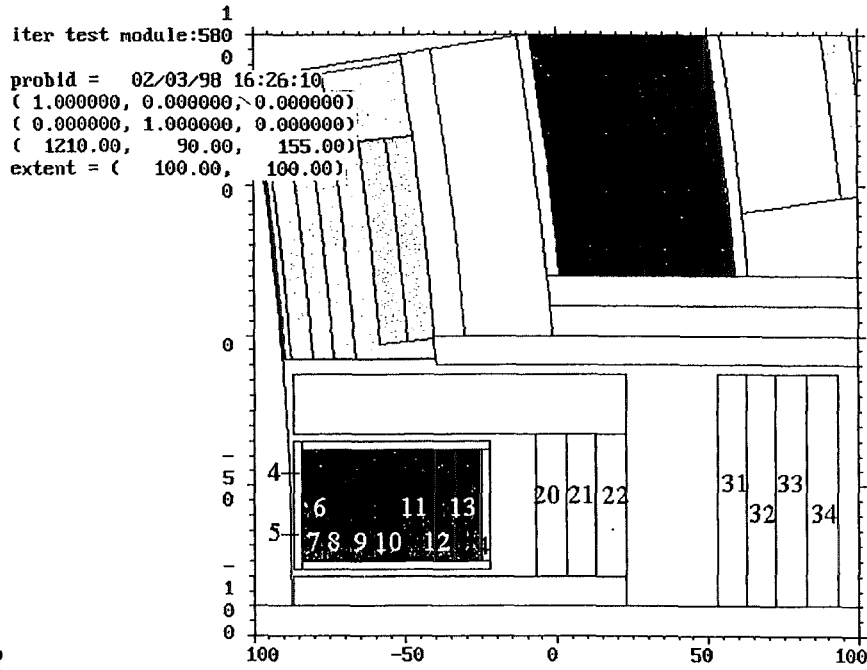 1
iter test module:580
0
probid = 02/03/98 16:26:10
( 1.000000, 0.000000, 0.000000)
( 0.000000, 1.000000, 0.000000)
( 1210.00, 90.00, 155.00)
extent = ( 100.00, 100.00)
0
0
-
5
0
4
5
6
11
13
7 8 9 10 12
20 21 22
31 33
32 34
-
1
0
0
100 -50 0 50 100